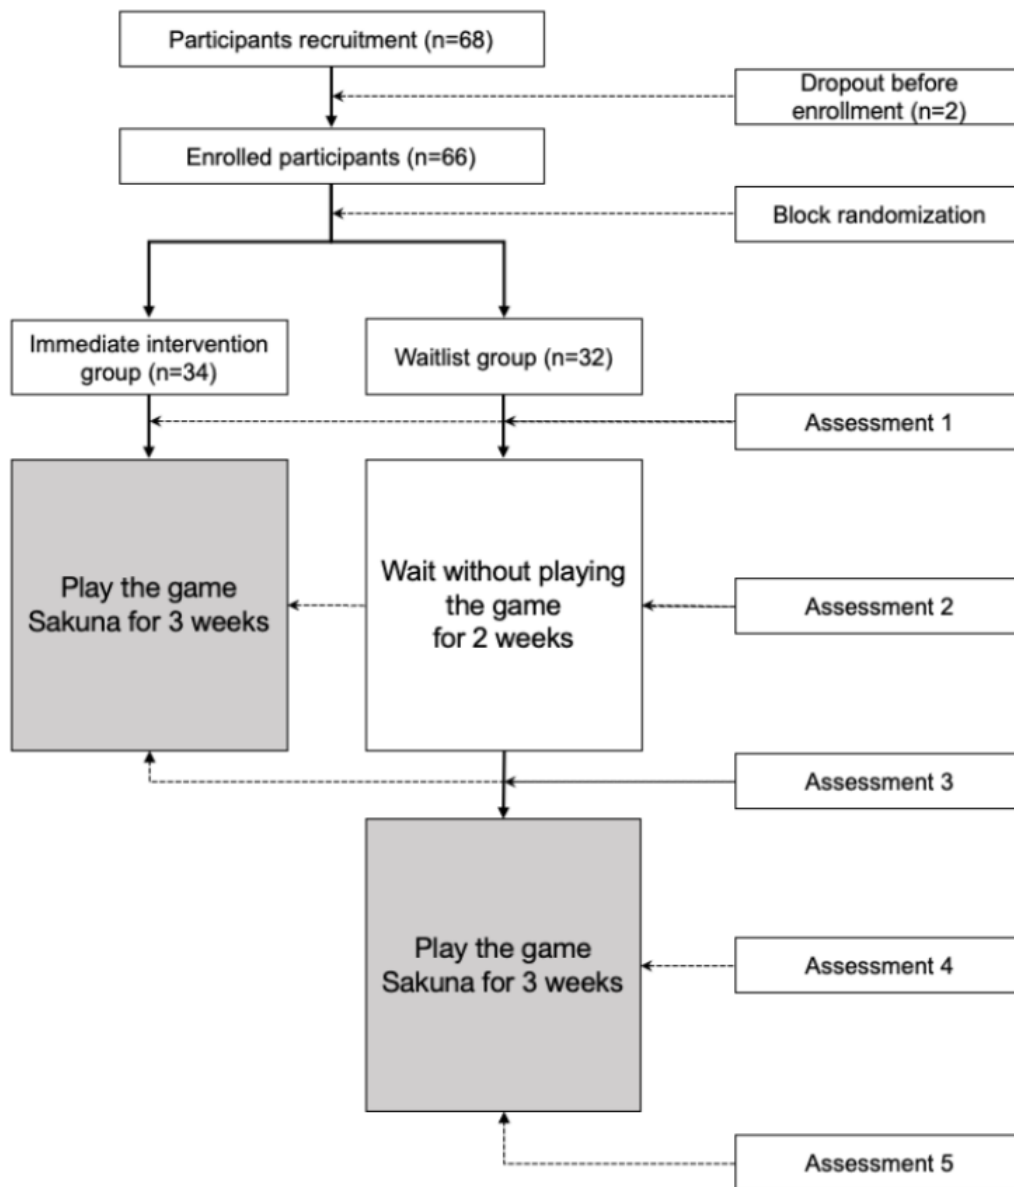 Participants recruitment (n=68)
Dropout before
enrollment (n=2)
Enrolled participants (n=66)
Block randomization
Immediate intervention
group (n=34)
Waitlist group (n=32)
Assessment 1
Play the game
Sakuna for 3 weeks
Wait without playing
the game
for 2 weeks
Assessment 2
Assessment 3
Play the game
Sakuna for 3 weeks
Assessment 4
Assessment 5